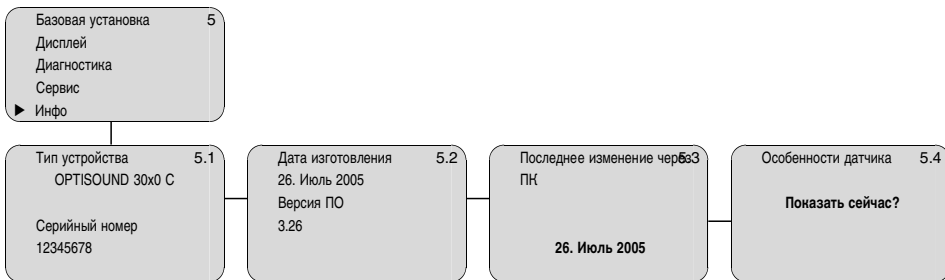 Базовая установка 5
Дисплей
Диагностика
Сервис
Инфо
Тип устройства 5.1
OPTISOUND 30x0 C
Серийный номер
12345678
Дата изготовления 5.2
26. Июль 2005
Версия ПО
3.26
Последнее изменение через 5.3
ПК
26. Июль 2005
Особенности датчика 5.4
Показать сейчас?